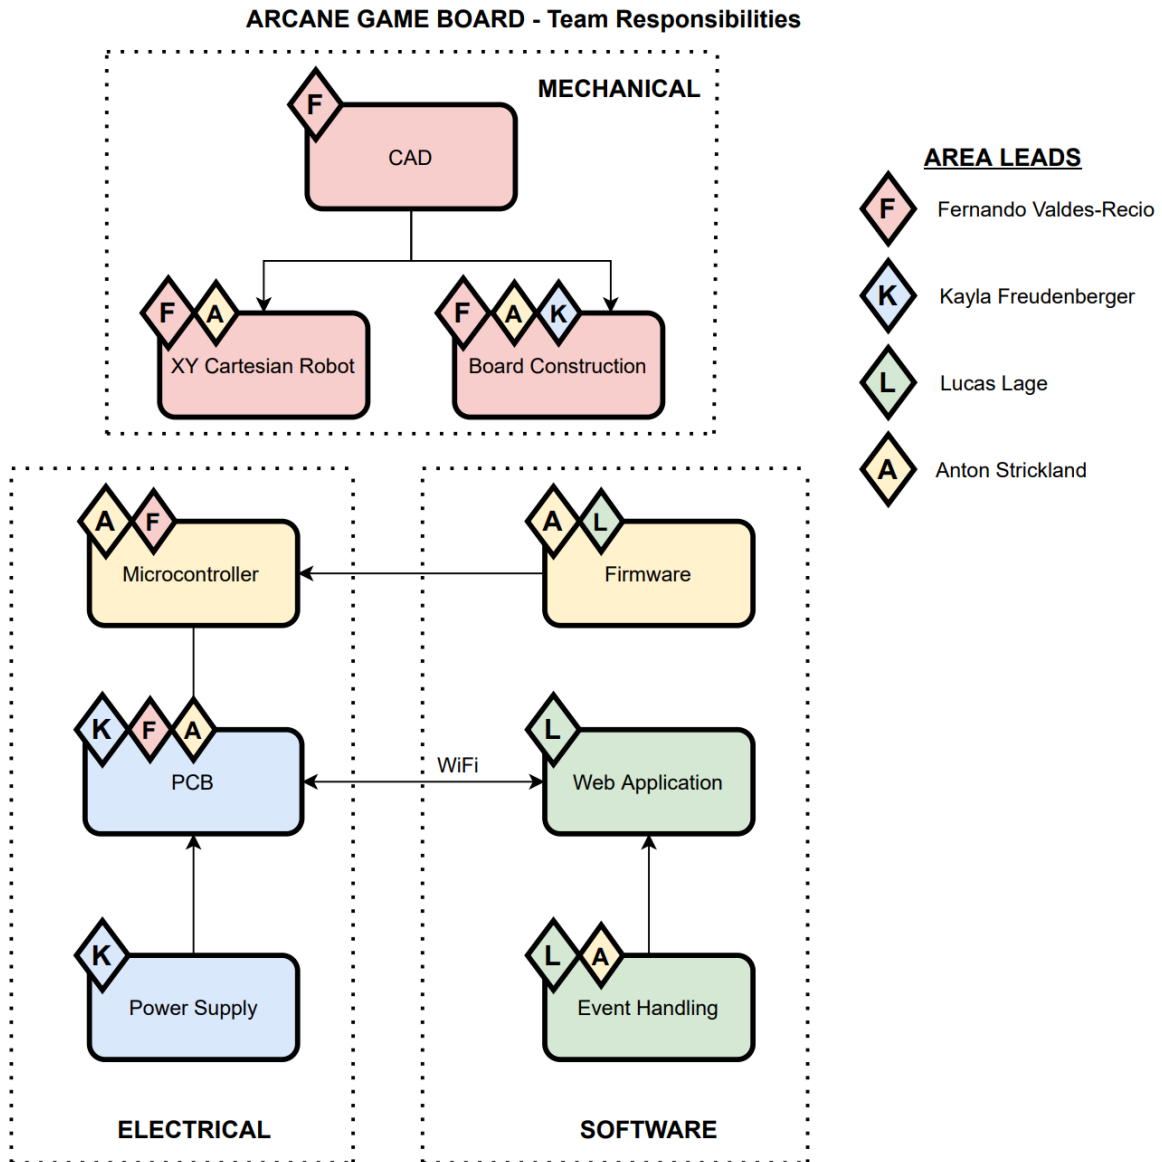 ARCANE GAME BOARD - Team Responsibilities
MECHANICAL
F
CAD
F A
XY Cartesian Robot
F A K
Board Construction
AREA LEADS
F Fernando Valdes-Recio
K Kayla Freudenberger
L Lucas Lage
A Anton Strickland
A F
Microcontroller
A L
Firmware
K F A
PCB
WiFi
L
Web Application
K
Power Supply
L A
Event Handling
ELECTRICAL
SOFTWARE